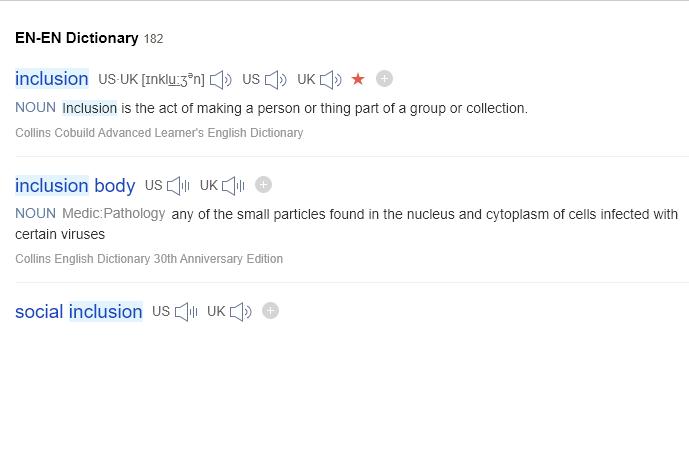 EN-EN Dictionary 182
inclusion US·UK [ɪnkluːʒᵊn] US UK
NOUN Inclusion is the act of making a person or thing part of a group or collection.
Collins Cobuild Advanced Learner's English Dictionary
inclusion body US UK
NOUN Medic:Pathology any of the small particles found in the nucleus and cytoplasm of cells infected with
certain viruses
Collins English Dictionary 30th Anniversary Edition
social inclusion US UK